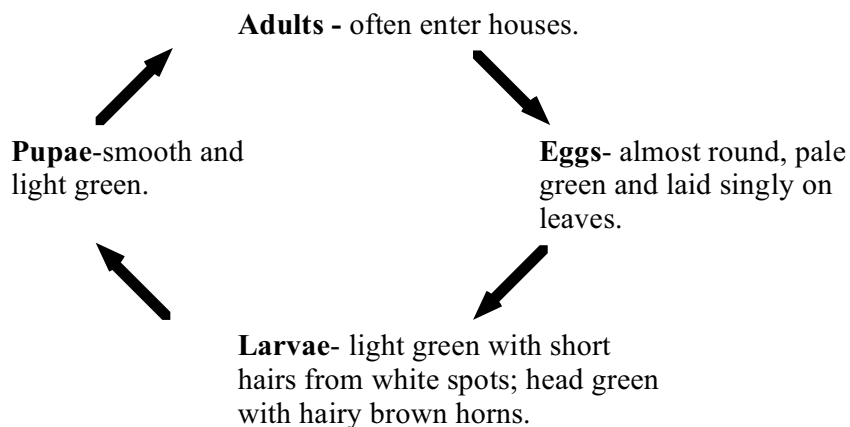 Adults - often enter houses.
Pupae-smooth and
light green.
Eggs- almost round, pale
green and laid singly on
leaves.
Larvae- light green with short
hairs from white spots; head green
with hairy brown horns.